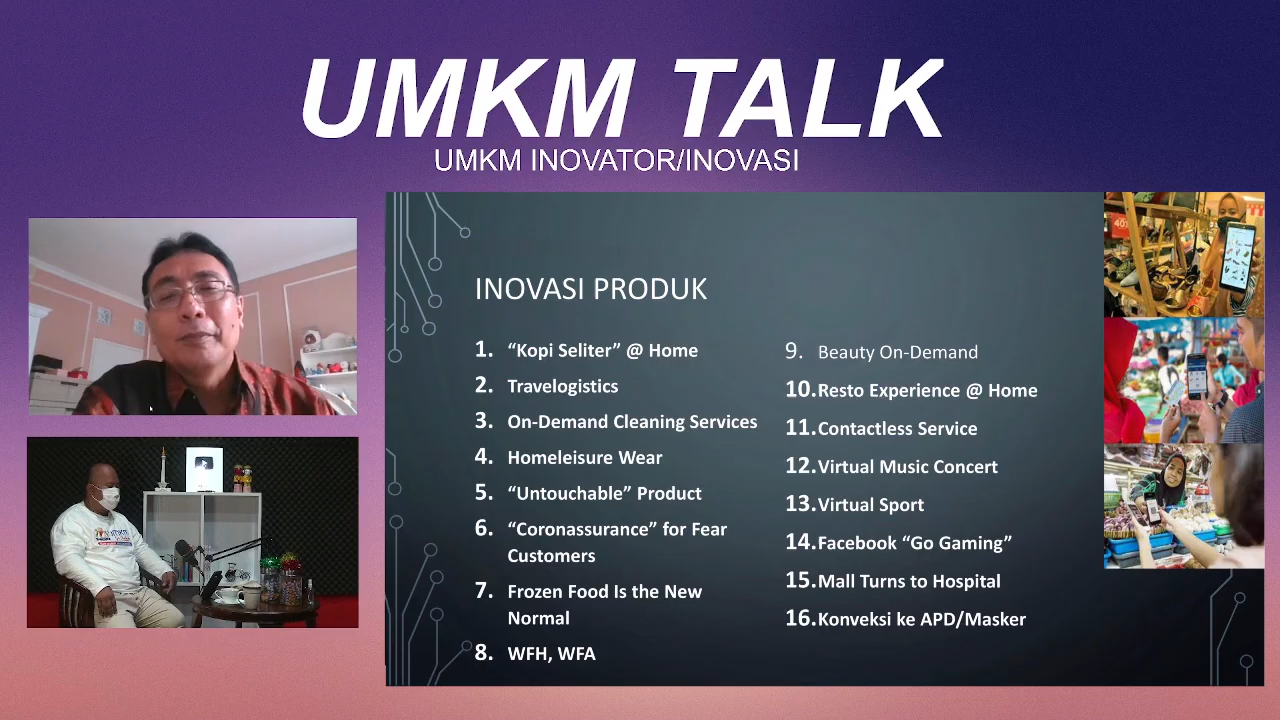 UMKM TALK
UMKM INOVATOR/INOVASI
INOVASI PRODUK
1. “Kopi Seliter” @ Home
2. Travelogistics
3. On-Demand Cleaning Services
4. Homeleisure Wear
5. “Untouchable” Product
6. “Coronassurance” for Fear
Customers
7. Frozen Food Is the New
Normal
8. WFH, WFA
9. Beauty On-Demand
10. Resto Experience @ Home
11. Contactless Service
12. Virtual Music Concert
13. Virtual Sport
14. Facebook “Go Gaming”
15. Mall Turns to Hospital
16. Konveksi ke APD/Masker